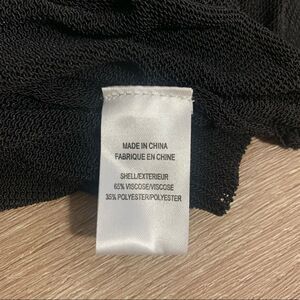 MADE IN CHINA
FABRIQUE EN CHINE
SHELL/EXTERIEUR
65% VISCOSE/VISCOSE
35% POLYESTER/POLYESTER